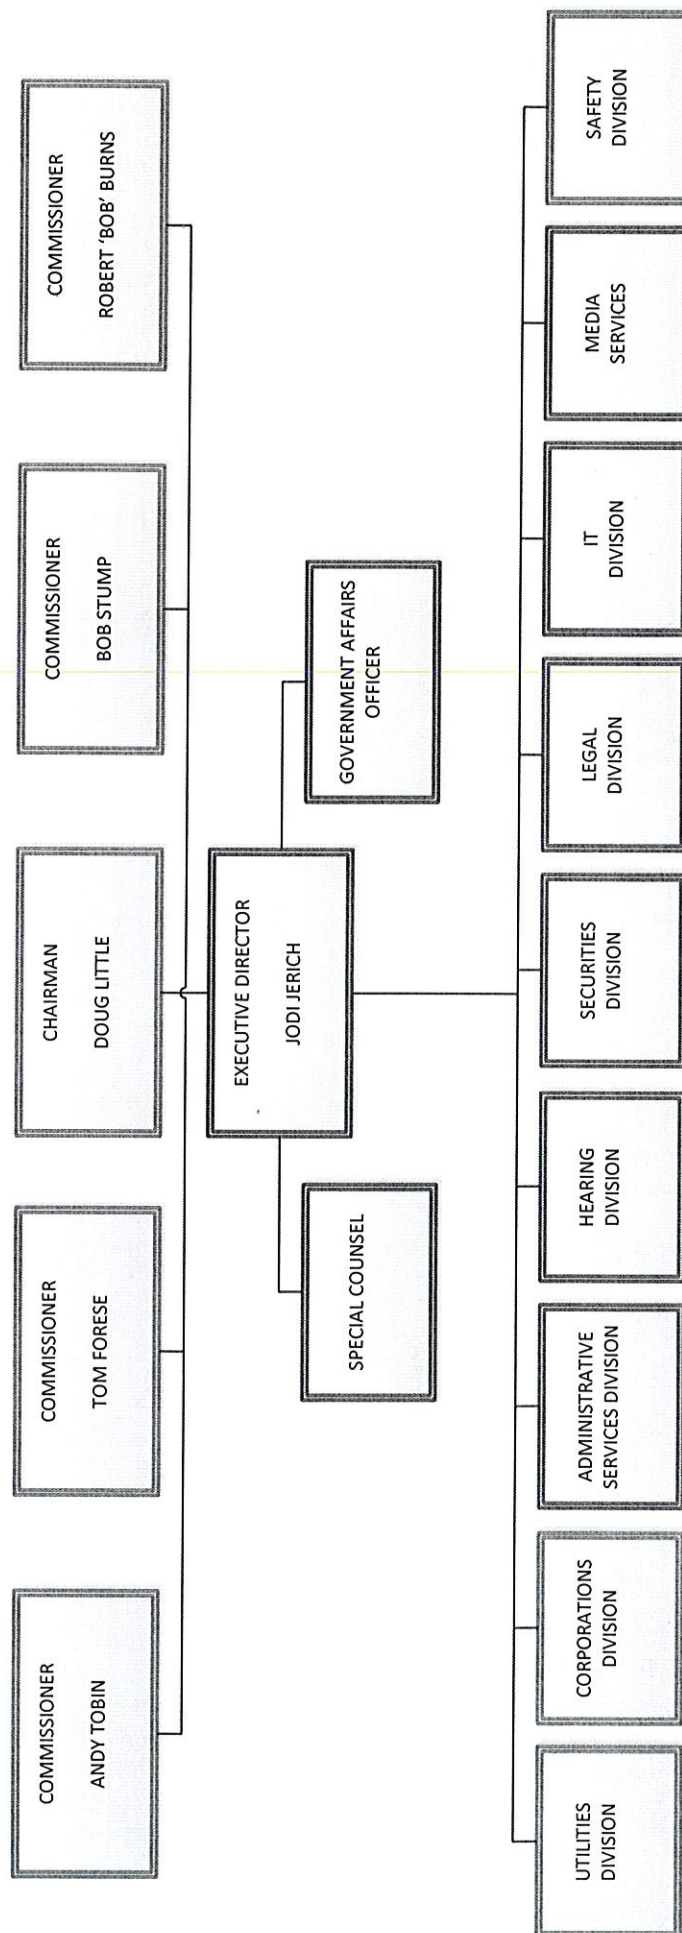 COMMISSIONER
ANDY TOBIN
COMMISSIONER
TOM FORESE
CHAIRMAN
DOUG LITTLE
COMMISSIONER
BOB STUMP
COMMISSIONER
ROBERT 'BOB' BURNS
EXECUTIVE DIRECTOR
JODI JERICH
SPECIAL COUNSEL
GOVERNMENT AFFAIRS
OFFICER
UTILITIES
DIVISION
CORPORATIONS
DIVISION
ADMINISTRATIVE
SERVICES DIVISION
HEARING
DIVISION
SECURITIES
DIVISION
LEGAL
DIVISION
IT
DIVISION
MEDIA
SERVICES
SAFETY
DIVISION